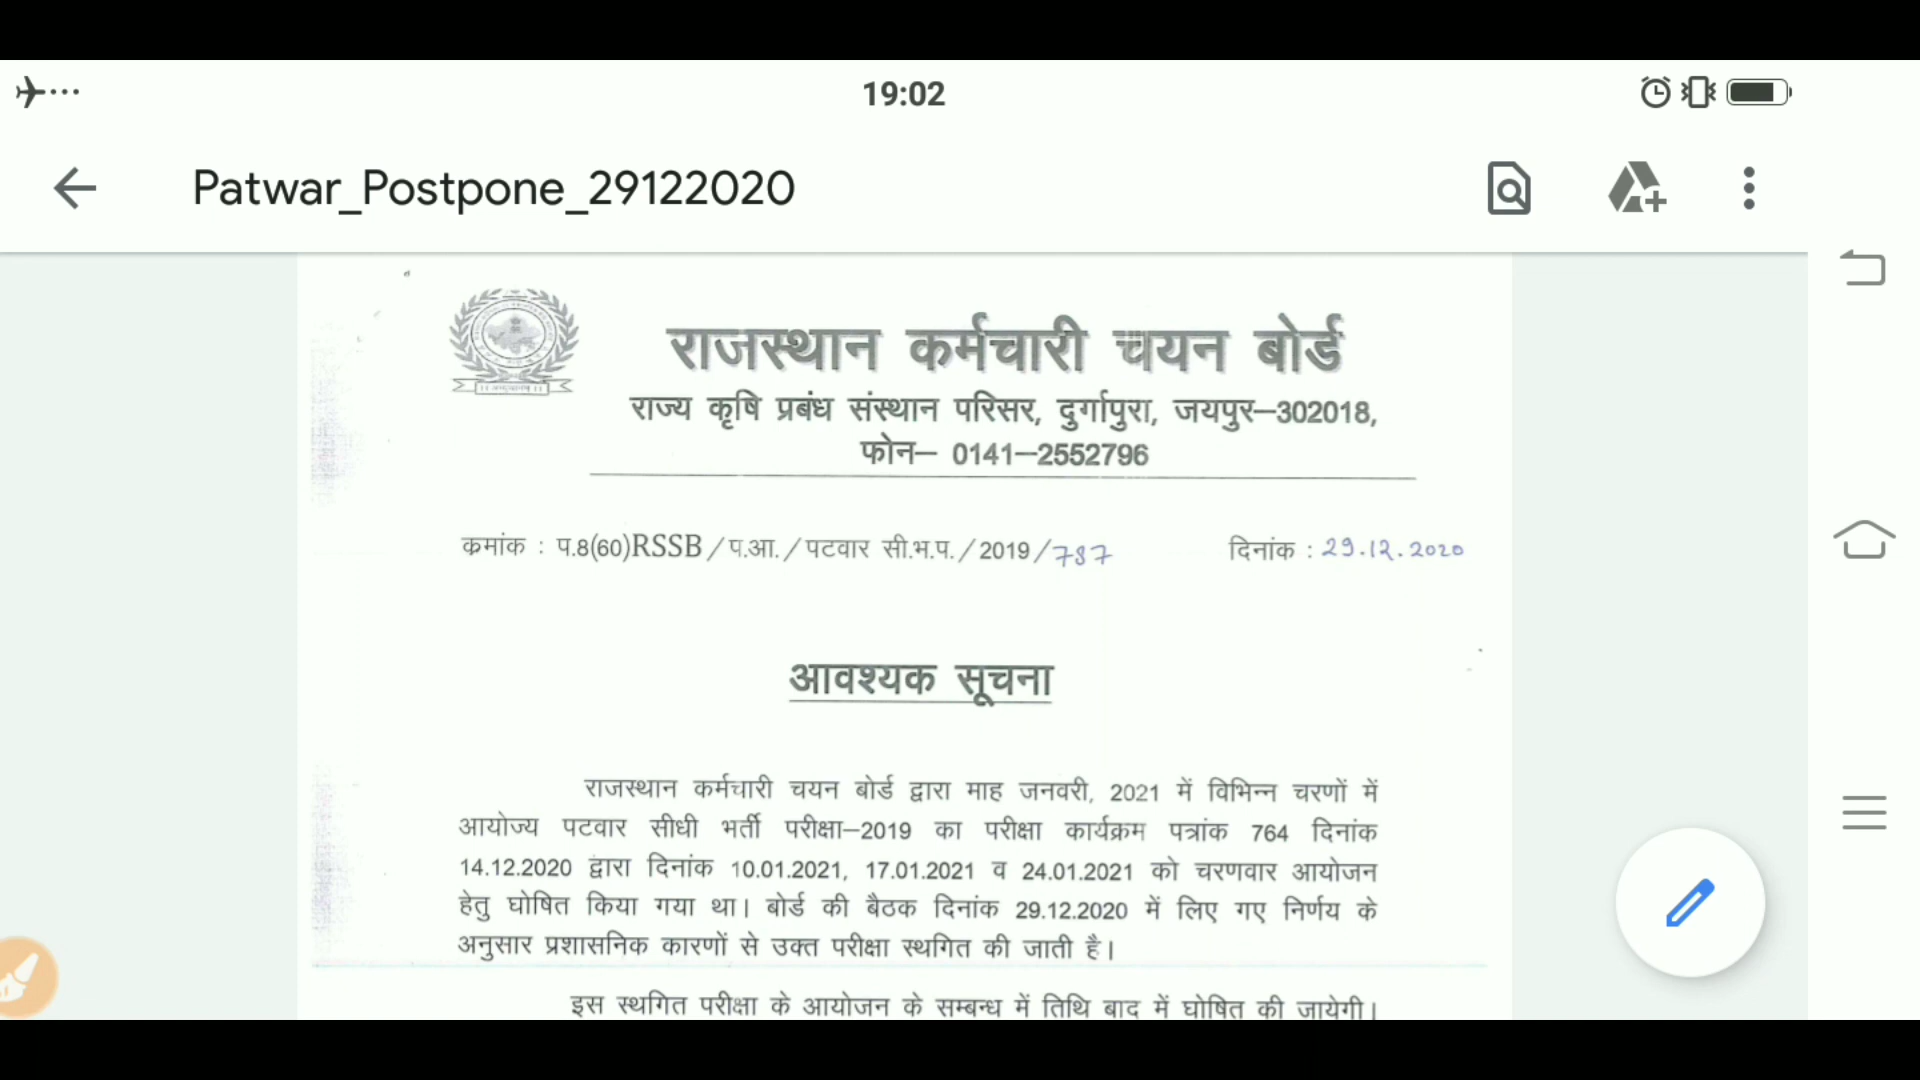 19:02
Patwar_Postpone_29122020
राजस्थान कर्मचारी चयन बोर्ड
राज्य कृषि प्रबंध संस्थान परिसर, दुर्गापुरा, जयपुर–302018,
फोन– 0141–2552796
कमांक : प.8(60)RSSB/प.आ./पटवार सी.भ.प./2019/787
दिनांक : 29.12.2020
आवश्यक सूचना
राजस्थान कर्मचारी चयन बोर्ड द्वारा माह जनवरी, 2021 में विभिन्न चरणों में
आयोज्य पटवार सीधी भर्ती परीक्षा–2019 का परीक्षा कार्यक्रम पत्रांक 764 दिनांक
14.12.2020 द्वारा दिनांक 10.01.2021, 17.01.2021 व 24.01.2021 को चरणवार आयोजन
हेतु घोषित किया गया था। बोर्ड की बैठक दिनांक 29.12.2020 में लिए गए निर्णय के
अनुसार प्रशासनिक कारणों से उक्त परीक्षा स्थगित की जाती है।
इस स्थगित परीक्षा के आयोजन के सम्बन्ध में तिथि बाद में घोषित की जायेगी।